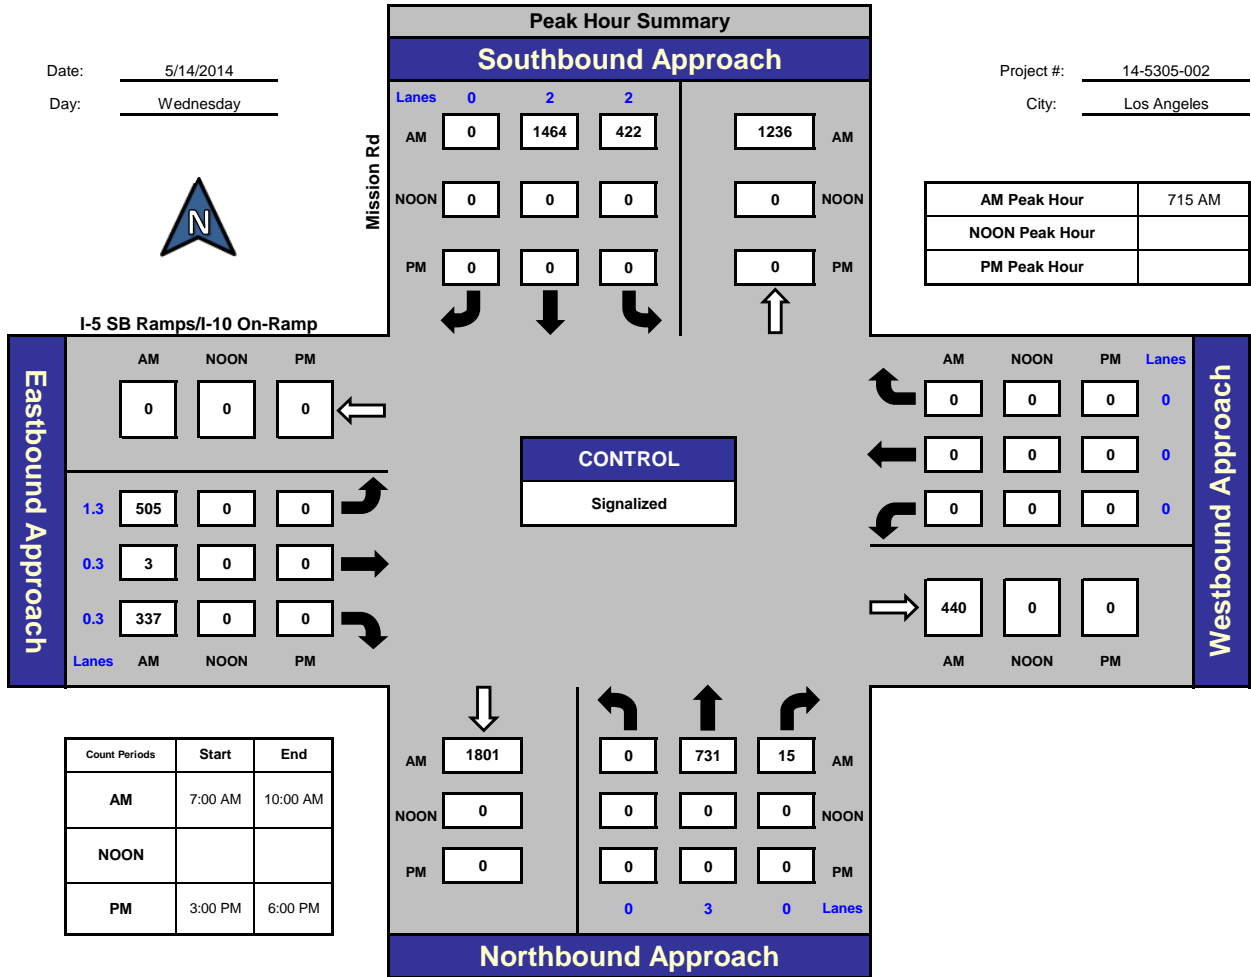 Peak Hour Summary
Southbound Approach
Date: 5/14/2014
Day: Wednesday
Project #: 14-5305-002
City: Los Angeles
N
Mission Rd
Lanes 0 2 2
AM 0 1464 422 1236 AM
NOON 0 0 0 0 NOON
PM 0 0 0 0 PM
AM Peak Hour 715 AM
NOON Peak Hour
PM Peak Hour
I-5 SB Ramps/I-10 On-Ramp
Eastbound Approach
AM NOON PM
0 0 0
1.3 505 0 0
0.3 3 0 0
0.3 337 0 0
Lanes AM NOON PM
CONTROL
Signalized
AM NOON PM Lanes
0 0 0 0
0 0 0 0
0 0 0 0
440 0 0
AM NOON PM
Westbound Approach
Count Periods Start End
AM 7:00 AM 10:00 AM
NOON
PM 3:00 PM 6:00 PM
AM 1801 0 731 15 AM
NOON 0 0 0 0 NOON
PM 0 0 0 0 PM
0 3 0 Lanes
Northbound Approach